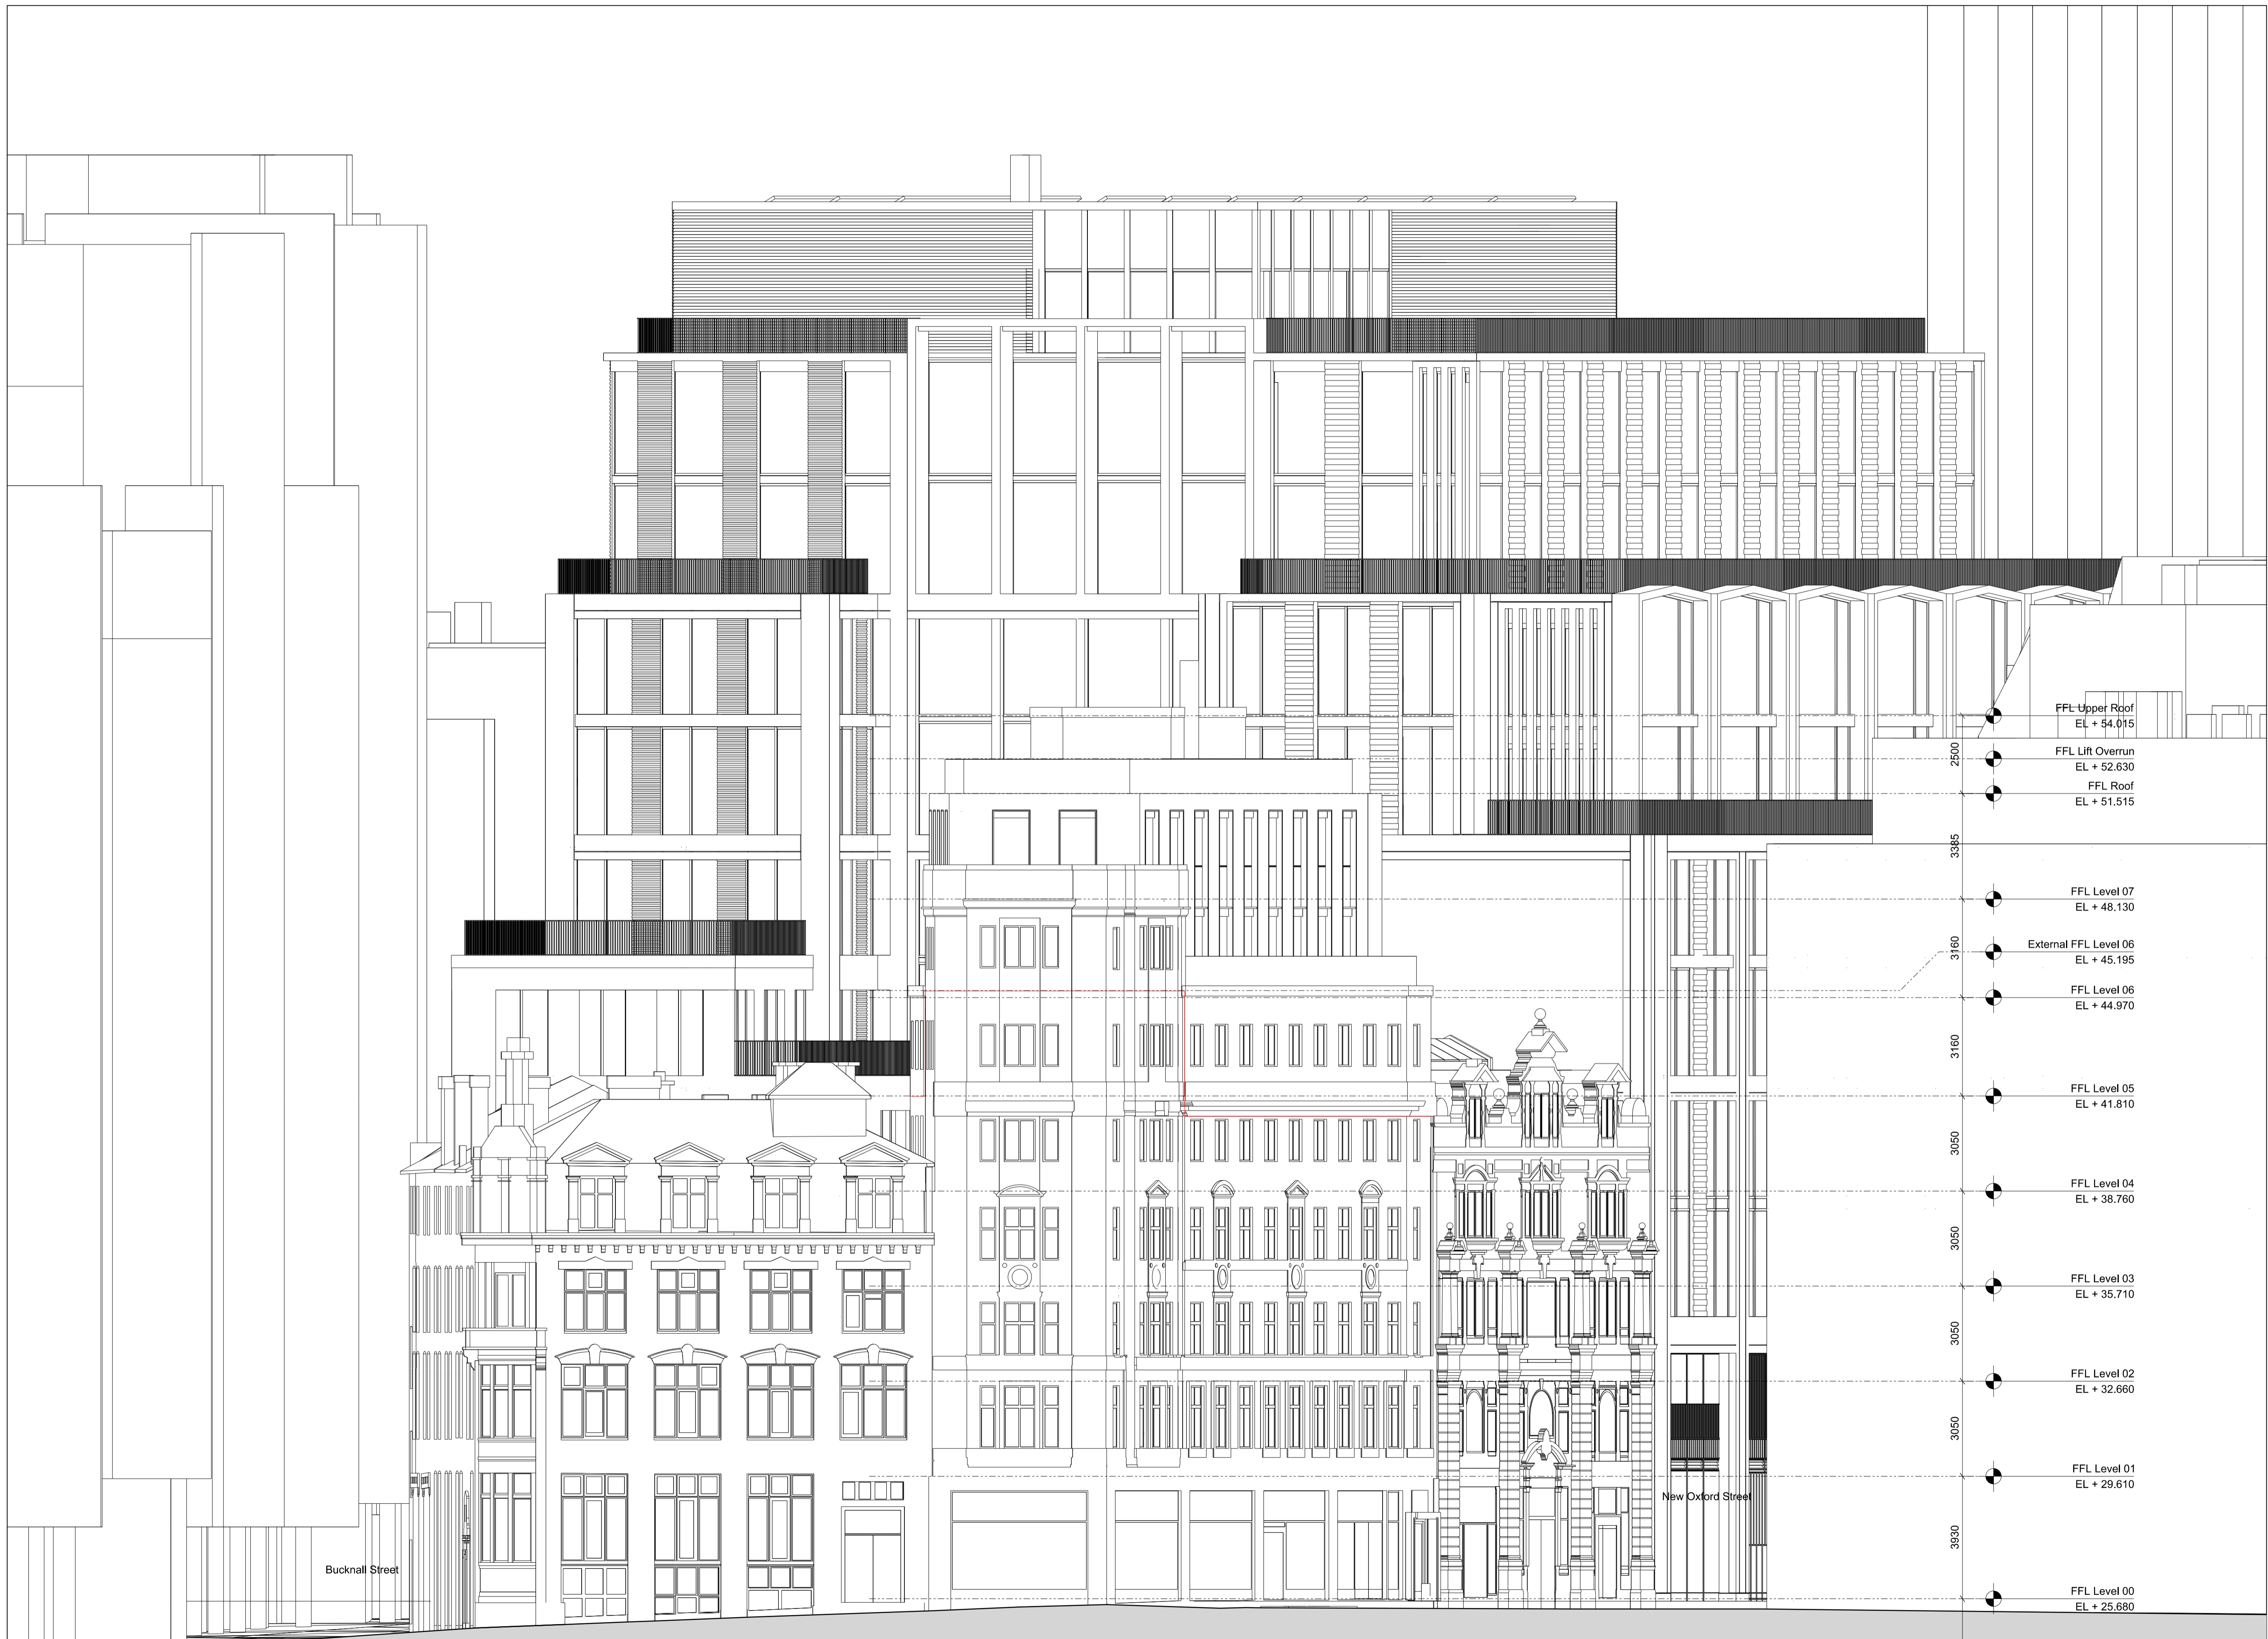 FFL Upper Roof
EL + 54.015
2500
FFL Lift Overrun
EL + 52.630
FFL Roof
EL + 51.515
3385
FFL Level 07
EL + 48.130
3160
External FFL Level 06
EL + 45.195
FFL Level 06
EL + 44.970
3160
FFL Level 05
EL + 41.810
3050
FFL Level 04
EL + 38.760
3050
FFL Level 03
EL + 35.710
3050
FFL Level 02
EL + 32.660
3050
FFL Level 01
EL + 29.610
New Oxford Street
3930
Bucknall Street
FFL Level 00
EL + 25.680